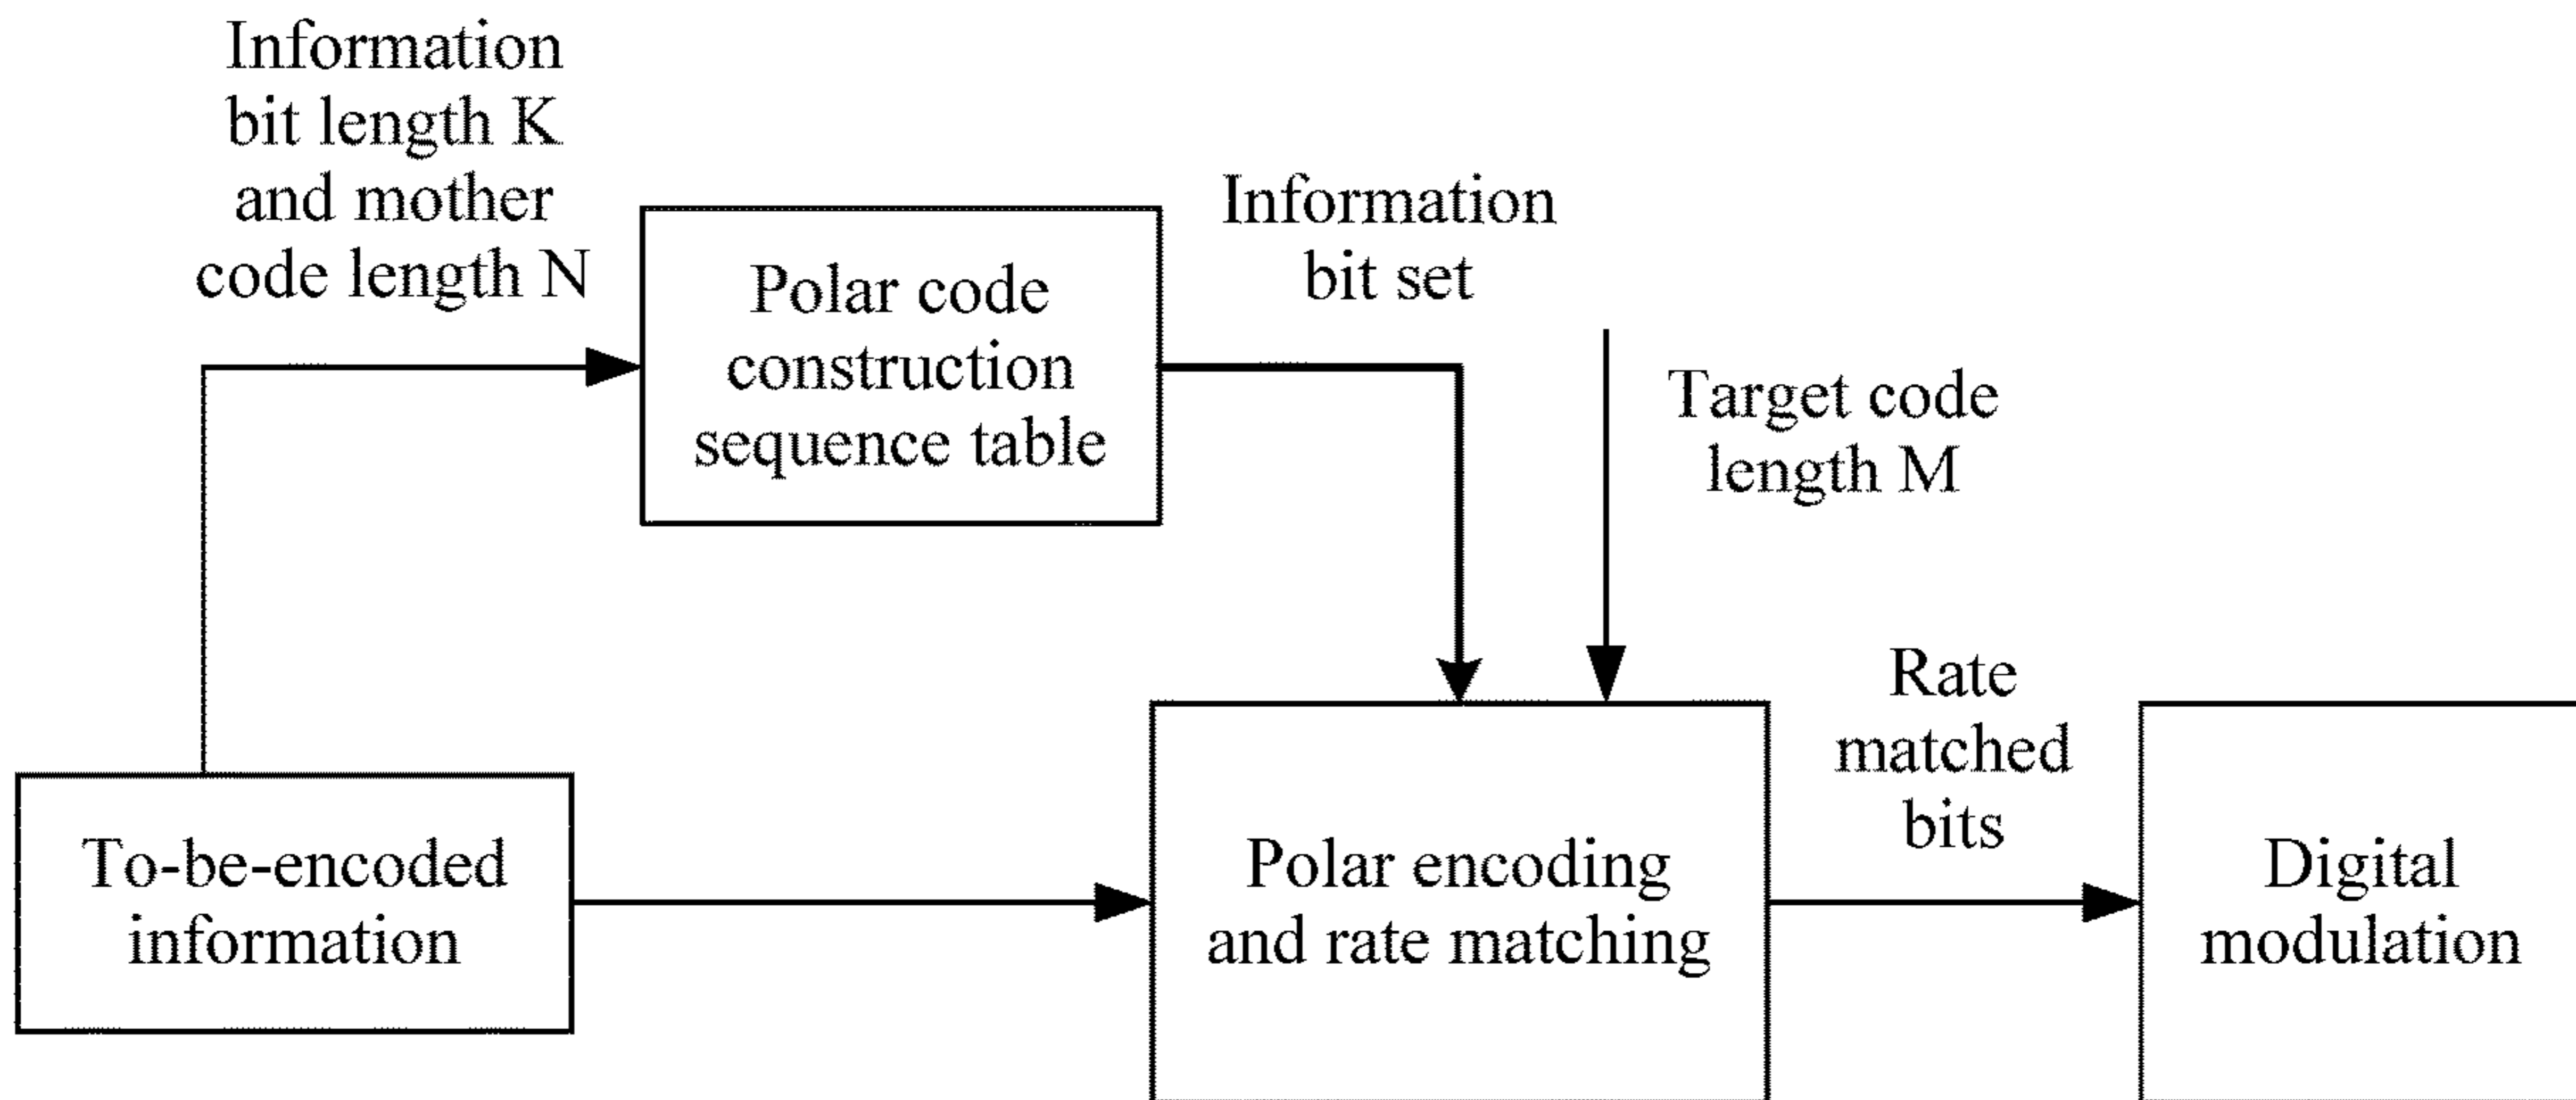 Information
bit length K
and mother
code length N
Polar code
construction
sequence table
Information
bit set
Target code
length M
Rate
matched
bits
To-be-encoded
information
Polar encoding
and rate matching
Digital
modulation